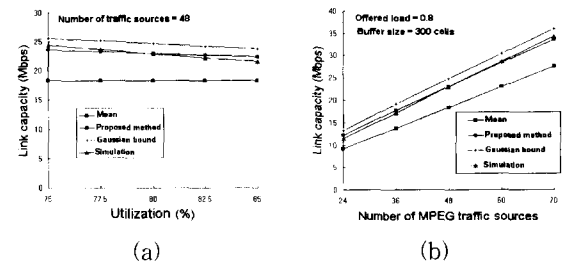 Number of traffic sources = 48
Link capacity (Mbps)
30
25
20
15
10
5
0
Mean
Proposed method
Gaussian bound
Simulation
75
77.5
80
82.5
85
Utilization (%)
(a)
Offered load = 0.8
Buffer size = 300 cells
Link capacity (Mbps)
40
35
30
25
20
15
10
5
0
Mean
Proposed method
Gaussian bound
Simulation
24
36
48
60
70
Number of MPEG traffic sources
(b)